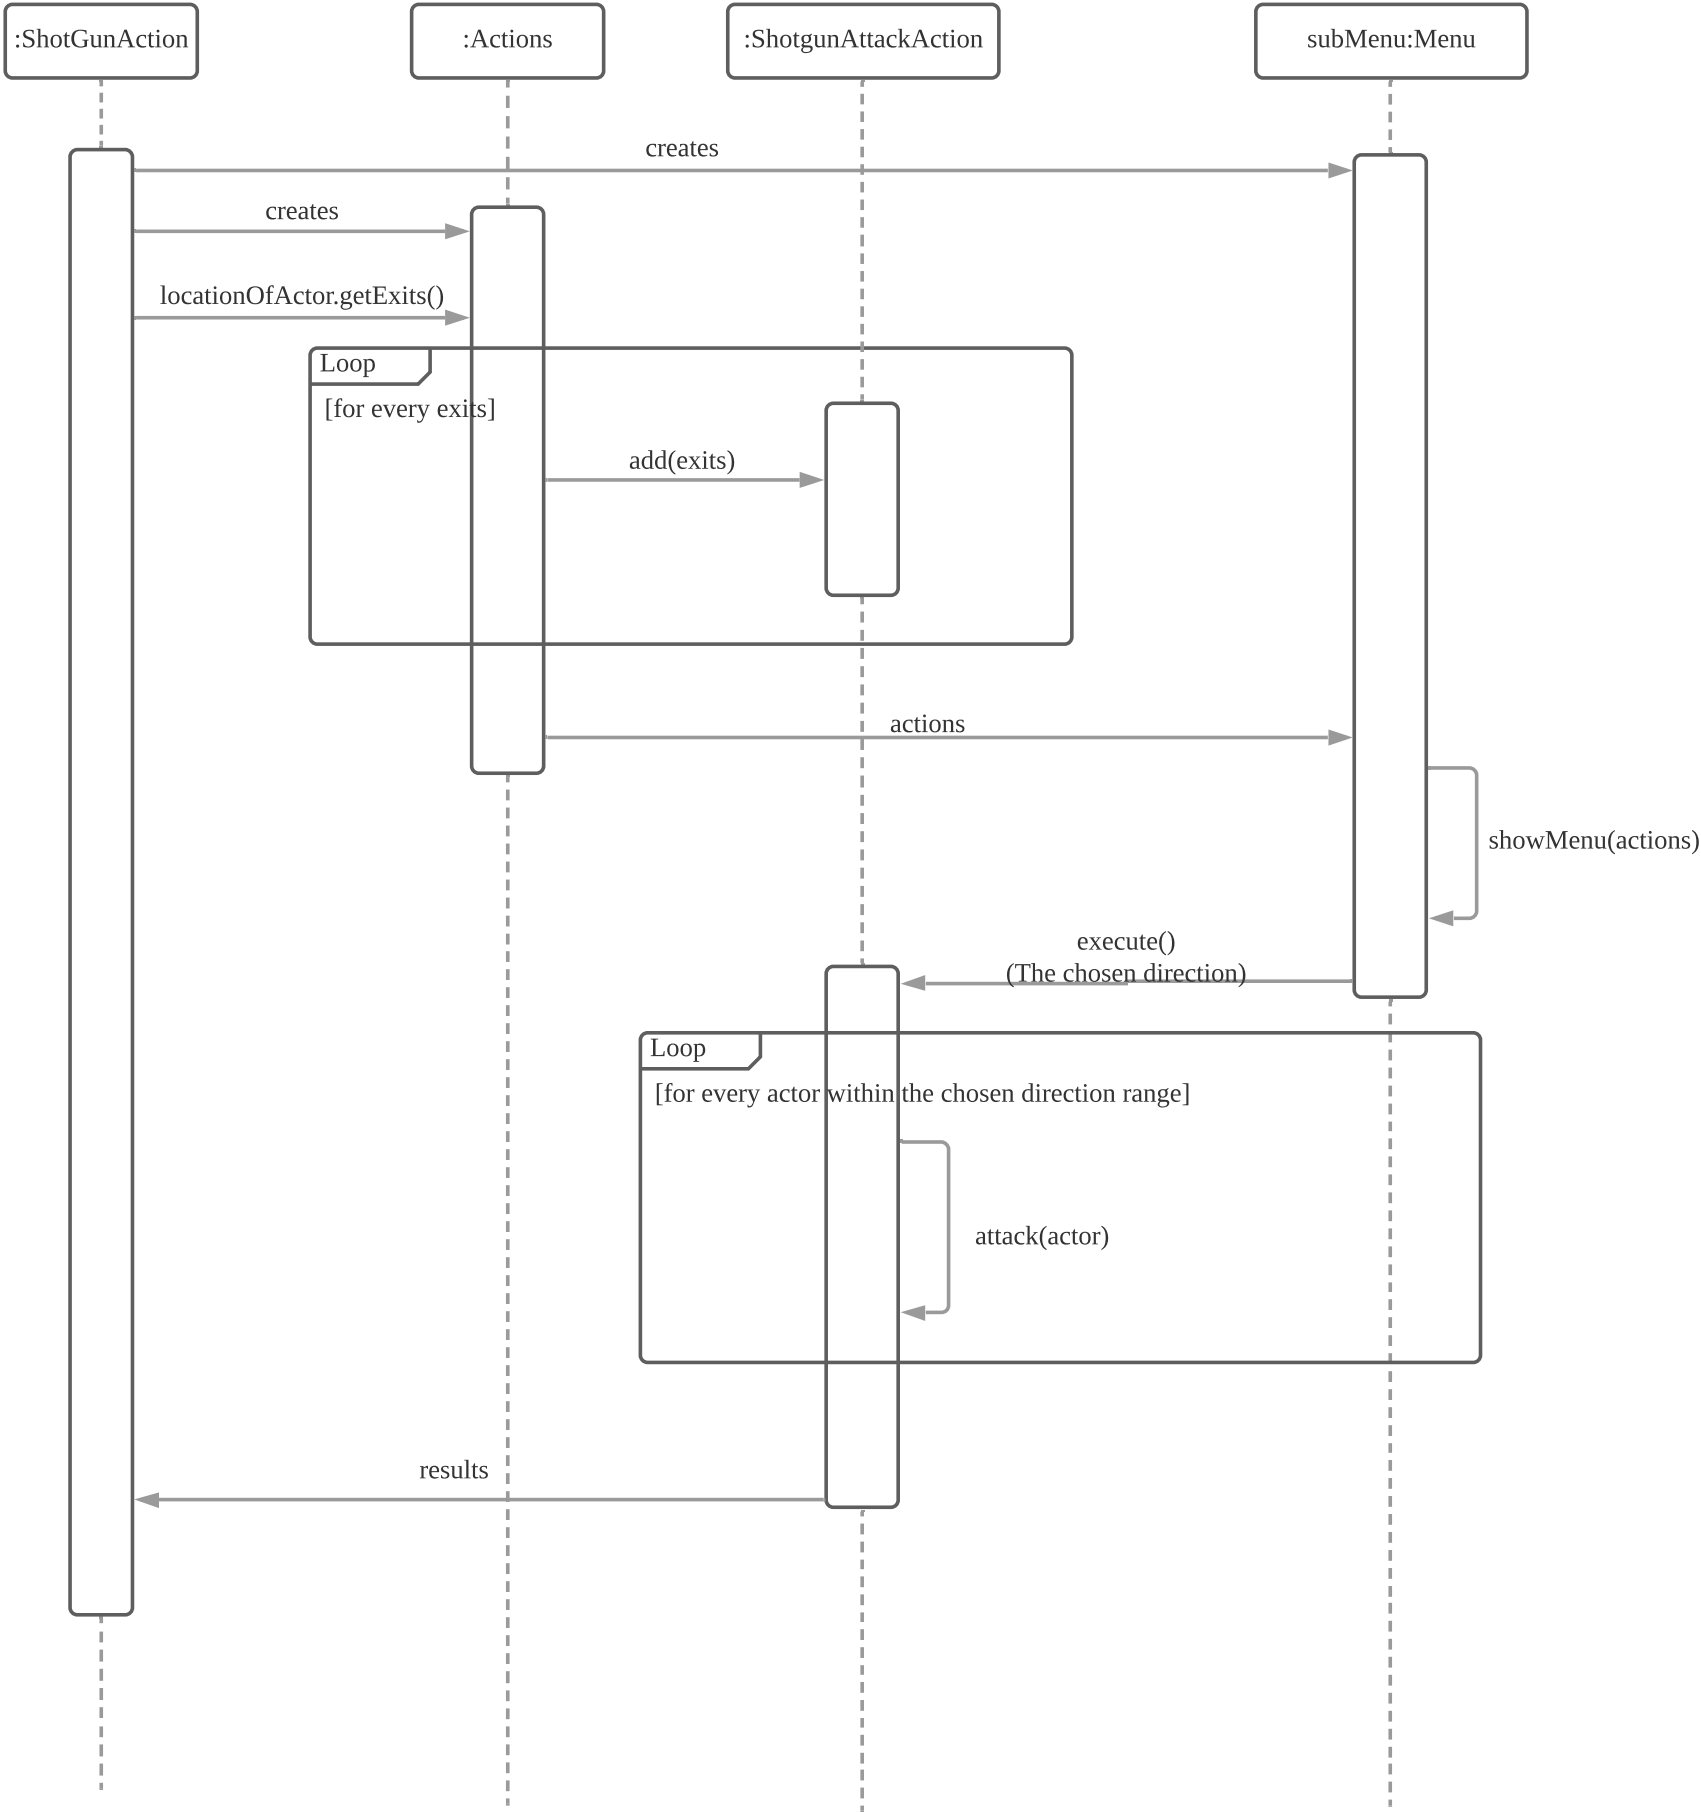 :ShotGunAction
:Actions
:ShotgunAttackAction
subMenu:Menu
creates
creates
locationOfActor.getExits()
Loop
[for every exits]
add(exits)
actions
showMenu(actions)
execute()
(The chosen direction)
Loop
[for every actor within the chosen direction range]
attack(actor)
results